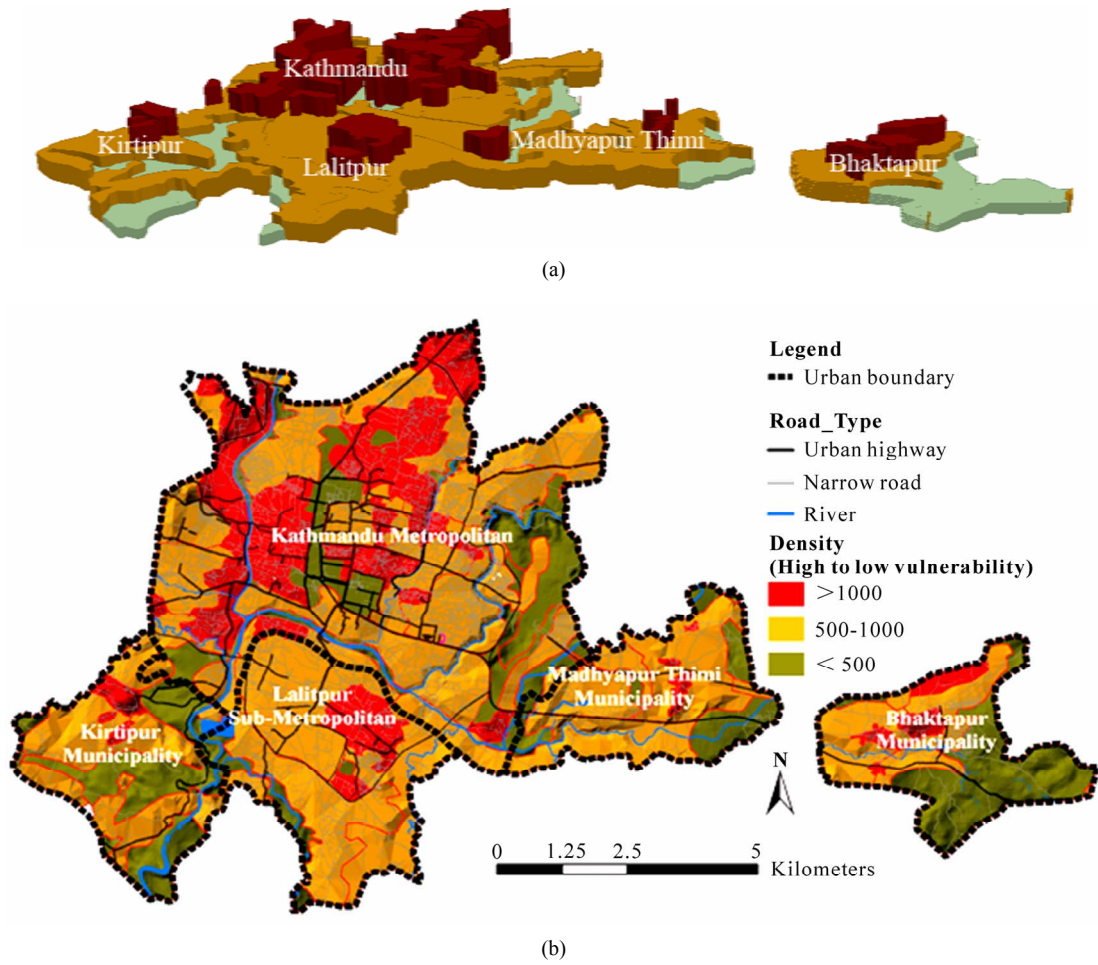 Kathmandu
Kirtipur
Lalitpur
Madhyapur Thimi
Bhaktapur
(a)
Legend
Urban boundary
Road_Type
Urban highway
Narrow road
River
Density
(High to low vulnerability)
>1000
500-1000
< 500
Kathmandu Metropolitan
Madhyapur Thimi
Municipality
Lalitpur
Sub-Metropolitan
Kirtipur
Municipality
Bhaktapur
Municipality
N
0 1.25 2.5 5
Kilometers
(b)